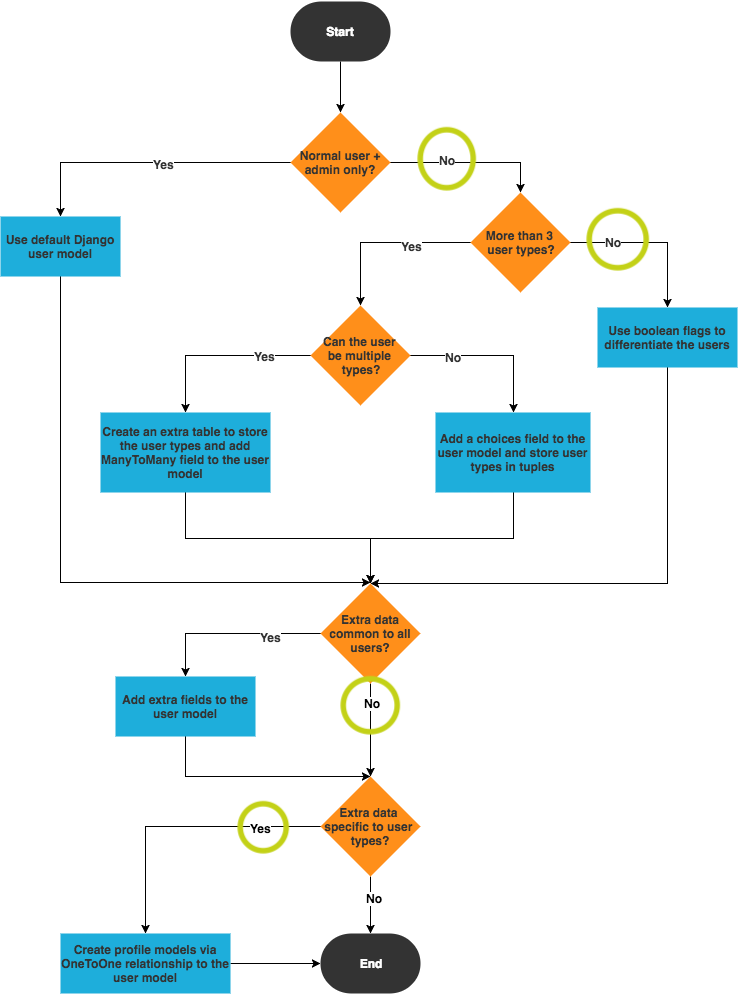 Start
Normal user +
admin only?
Yes
No
Use default Django
user model
More than 3
user types?
Yes
No
Use boolean flags to
differentiate the users
Can the user
be multiple
types?
Yes
No
Create an extra table to store
the user types and add
ManyToMany field to the user
model
Add a choices field to the
user model and store user
types in tuples
Extra data
common to all
users?
Yes
No
Add extra fields to the
user model
Extra data
specific to user
types?
Yes
No
Create profile models via
OneToOne relationship to the
user model
End